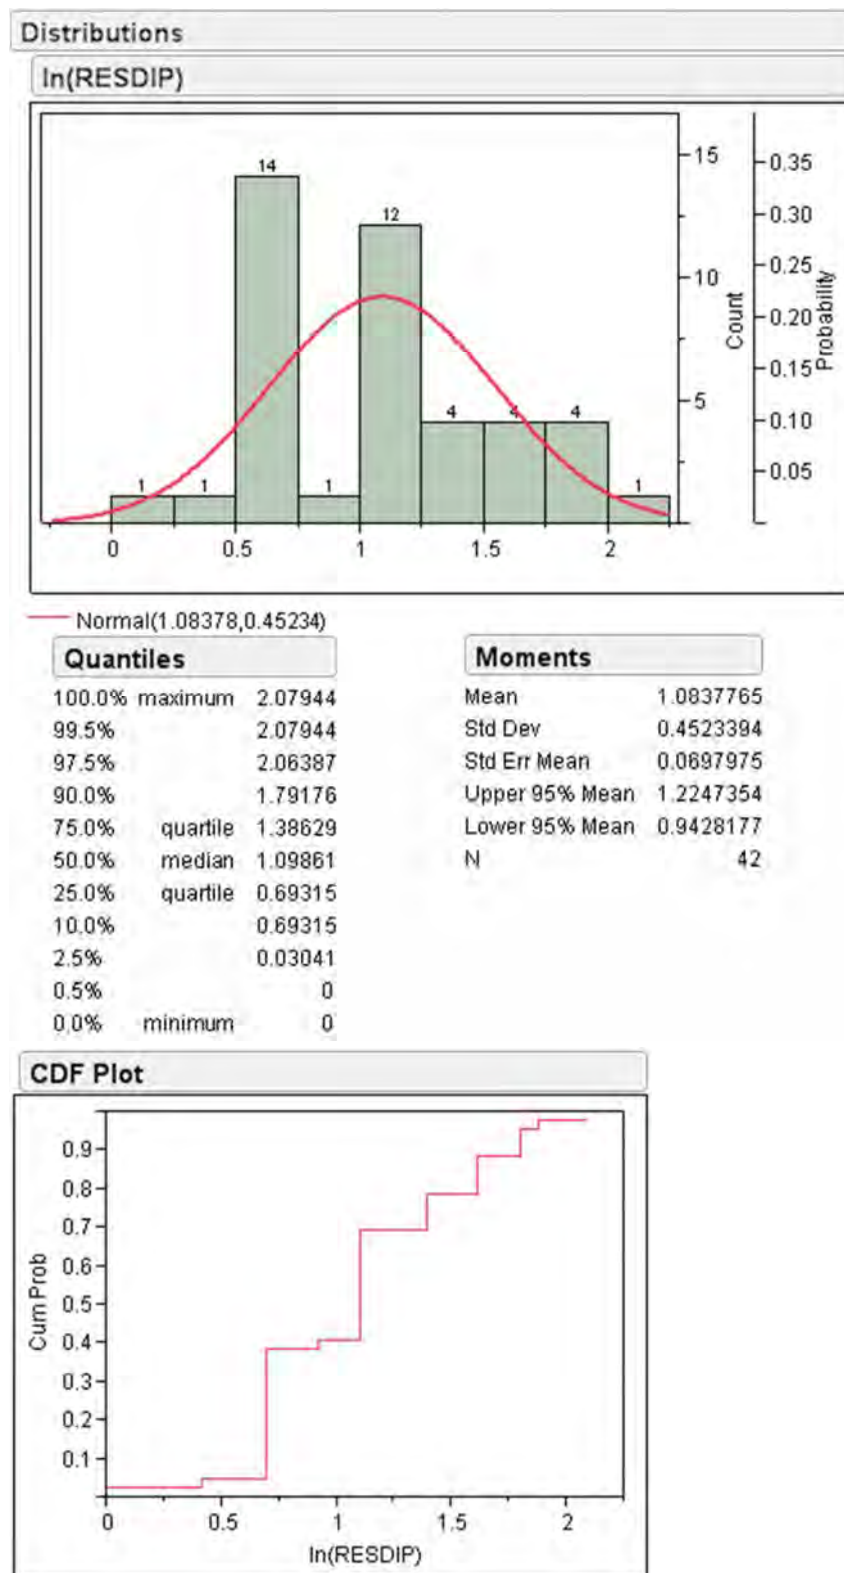 Distributions
ln(RESDIP)
14
12
1
1
1
4
4
4
1
15
10
5
Count
0.35
0.30
0.25
0.20
0.15
0.10
0.05
Probability
0 0.5 1 1.5 2
Normal(1.08378,0.45234)
Quantiles
100.0% maximum 2.07944
99.5% 2.07944
97.5% 2.06387
90.0% 1.79176
75.0% quartile 1.38629
50.0% median 1.09861
25.0% quartile 0.69315
10.0% 0.69315
2.5% 0.03041
0.5% 0
0.0% minimum 0
Moments
Mean 1.0837765
Std Dev 0.4523394
Std Err Mean 0.0697975
Upper 95% Mean 1.2247354
Lower 95% Mean 0.9428177
N 42
CDF Plot
0.9
0.8
0.7
0.6
0.5
0.4
0.3
0.2
0.1
Cum Prob
0 0.5 1 1.5 2
ln(RESDIP)